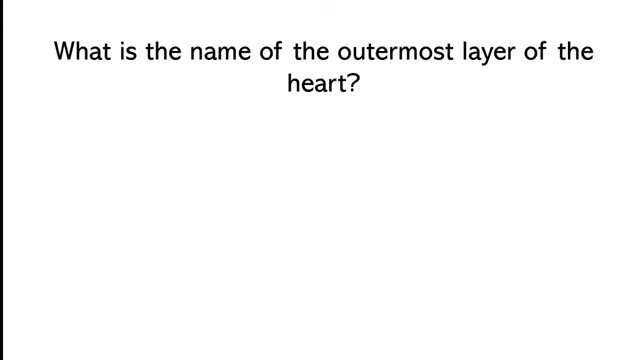 What is the name of the outermost layer of the
heart?